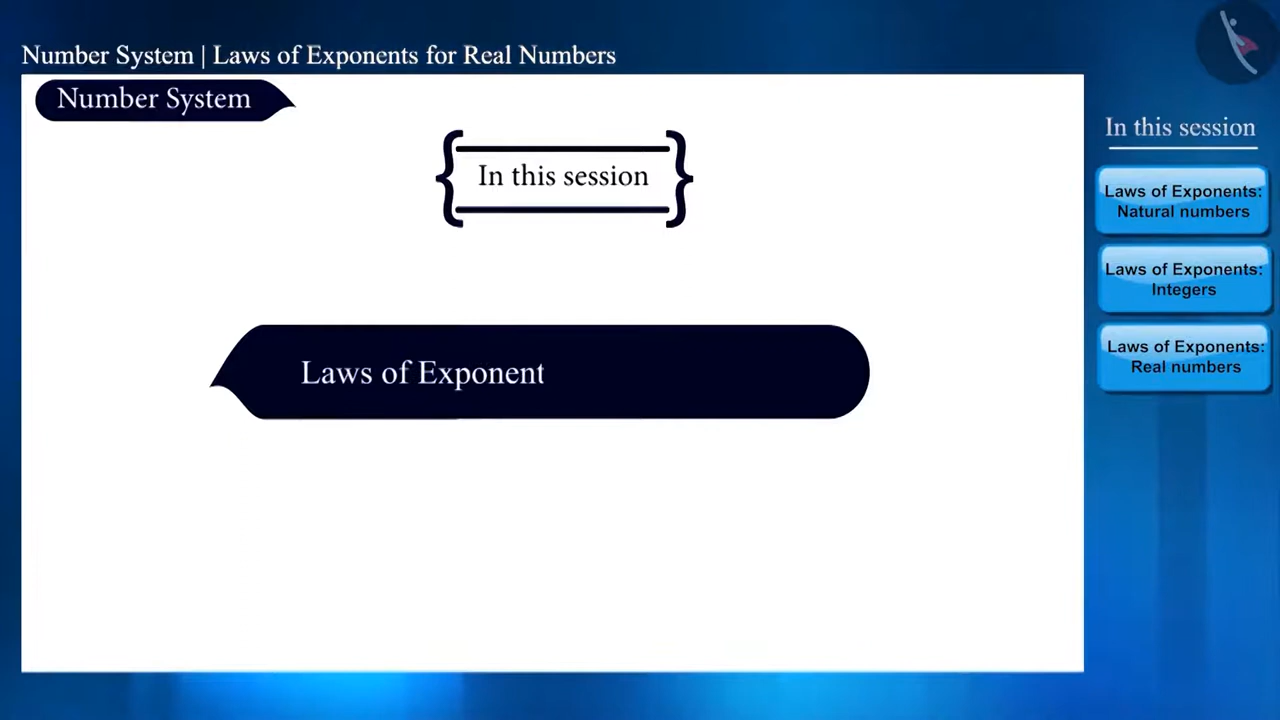 Number System | Laws of Exponents for Real Numbers
Number System
In this session
Laws of Exponent
In this session
Laws of Exponents:
Natural numbers
Laws of Exponents:
Integers
Laws of Exponents:
Real numbers